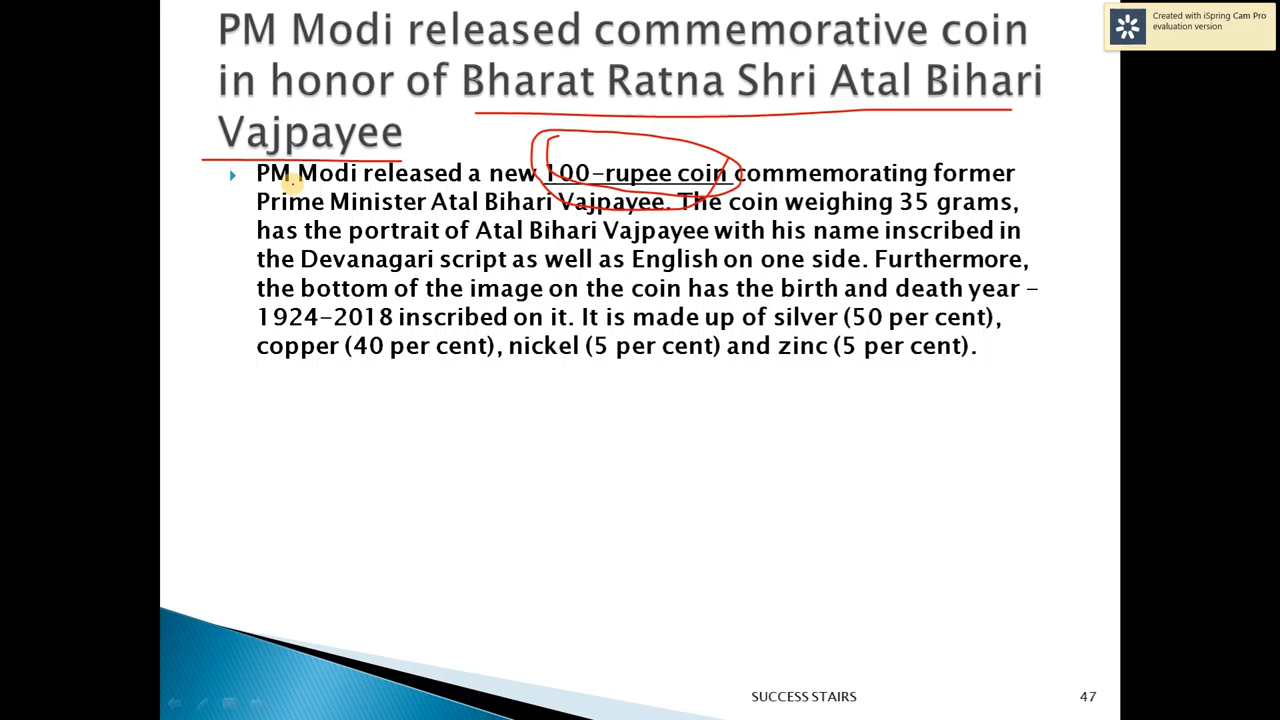 PM Modi released commemorative coin
in honor of Bharat Ratna Shri Atal Bihari
Vajpayee
PM Modi released a new 100-rupee coin commemorating former
Prime Minister Atal Bihari Vajpayee. The coin weighing 35 grams,
has the portrait of Atal Bihari Vajpayee with his name inscribed in
the Devanagari script as well as English on one side. Furthermore,
the bottom of the image on the coin has the birth and death year –
1924-2018 inscribed on it. It is made up of silver (50 per cent),
copper (40 per cent), nickel (5 per cent) and zinc (5 per cent).
SUCCESS STAIRS
47
Created with iSpring Cam Pro
evaluation version